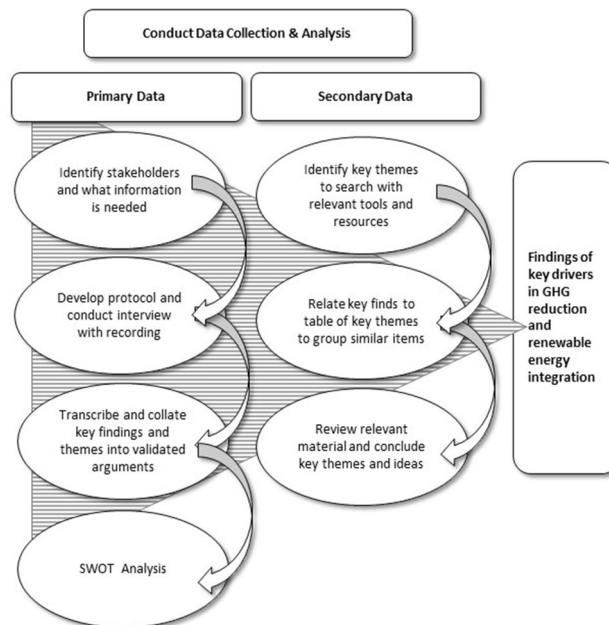 Conduct Data Collection & Analysis
Primary Data
Secondary Data
Identify stakeholders
and what information
is needed
Identify key themes
to search with
relevant tools and
resources
Develop protocol and
conduct interview
with recording
Relate key finds to
table of key themes
to group similar items
Transcribe and collate
key findings and
themes into validated
arguments
Review relevant
material and conclude
key themes and ideas
SWOT Analysis
Findings of
key drivers
in GHG
reduction
and
renewable
energy
integration